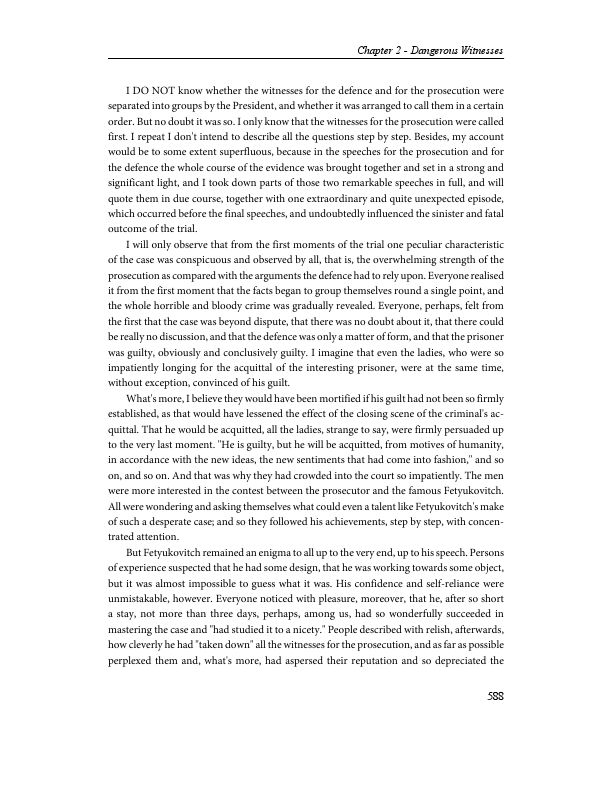 Chapter 2 - Dangerous Witnesses
I DO NOT know whether the witnesses for the defence and for the prosecution were
separated into groups by the President, and whether it was arranged to call them in a certain
order. But no doubt it was so. I only know that the witnesses for the prosecution were called
first. I repeat I don't intend to describe all the questions step by step. Besides, my account
would be to some extent superfluous, because in the speeches for the prosecution and for
the defence the whole course of the evidence was brought together and set in a strong and
significant light, and I took down parts of those two remarkable speeches in full, and will
quote them in due course, together with one extraordinary and quite unexpected episode,
which occurred before the final speeches, and undoubtedly influenced the sinister and fatal
outcome of the trial.
I will only observe that from the first moments of the trial one peculiar characteristic
of the case was conspicuous and observed by all, that is, the overwhelming strength of the
prosecution as compared with the arguments the defence had to rely upon. Everyone realised
it from the first moment that the facts began to group themselves round a single point, and
the whole horrible and bloody crime was gradually revealed. Everyone, perhaps, felt from
the first that the case was beyond dispute, that there was no doubt about it, that there could
be really no discussion, and that the defence was only a matter of form, and that the prisoner
was guilty, obviously and conclusively guilty. I imagine that even the ladies, who were so
impatiently longing for the acquittal of the interesting prisoner, were at the same time,
without exception, convinced of his guilt.
What's more, I believe they would have been mortified if his guilt had not been so firmly
established, as that would have lessened the effect of the closing scene of the criminal's ac-
quittal. That he would be acquitted, all the ladies, strange to say, were firmly persuaded up
to the very last moment. "He is guilty, but he will be acquitted, from motives of humanity,
in accordance with the new ideas, the new sentiments that had come into fashion," and so
on, and so on. And that was why they had crowded into the court so impatiently. The men
were more interested in the contest between the prosecutor and the famous Fetyukovitch.
All were wondering and asking themselves what could even a talent like Fetyukovitch's make
of such a desperate case; and so they followed his achievements, step by step, with concen-
trated attention.
But Fetyukovitch remained an enigma to all up to the very end, up to his speech. Persons
of experience suspected that he had some design, that he was working towards some object,
but it was almost impossible to guess what it was. His confidence and self-reliance were
unmistakable, however. Everyone noticed with pleasure, moreover, that he, after so short
a stay, not more than three days, perhaps, among us, had so wonderfully succeeded in
mastering the case and "had studied it to a nicety." People described with relish, afterwards,
how cleverly he had "taken down" all the witnesses for the prosecution, and as far as possible
perplexed them and, what's more, had aspersed their reputation and so depreciated the
588